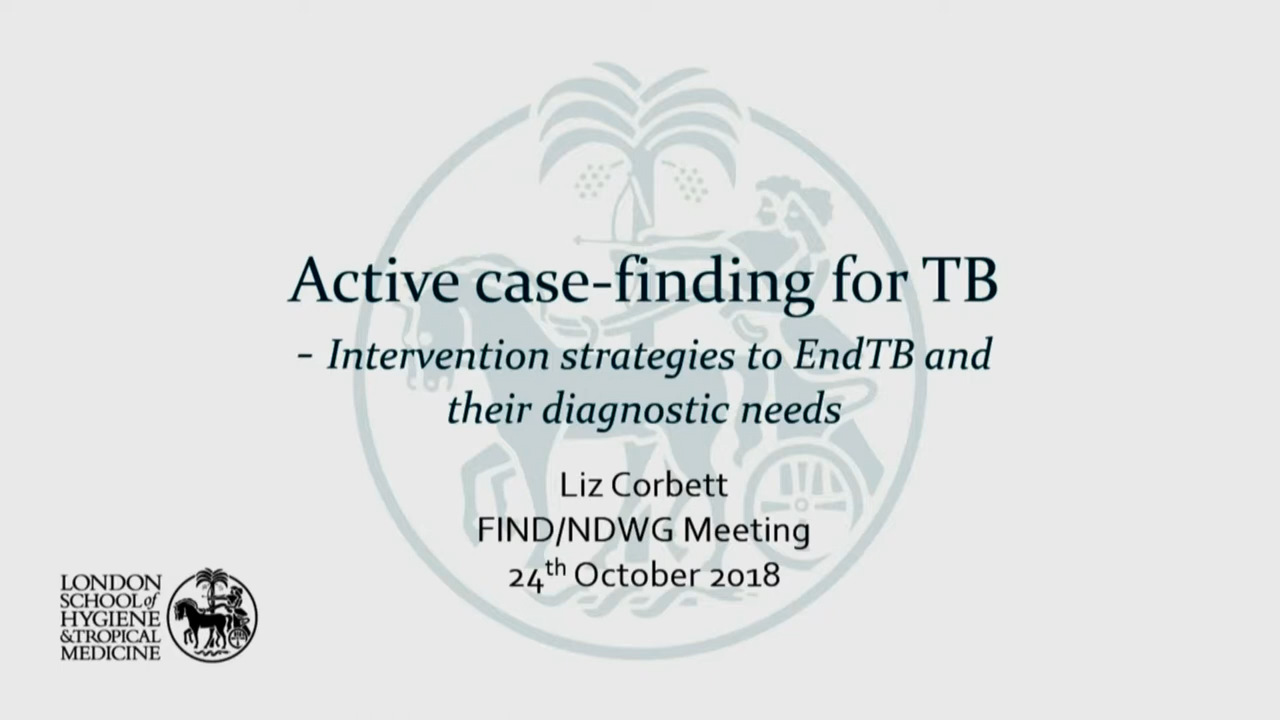 Active case-finding for TB
- Intervention strategies to EndTB and
their diagnostic needs
Liz Corbett
FIND/NDWG Meeting
24th October 2018
LONDON
SCHOOL of
HYGIENE
& TROPICAL
MEDICINE